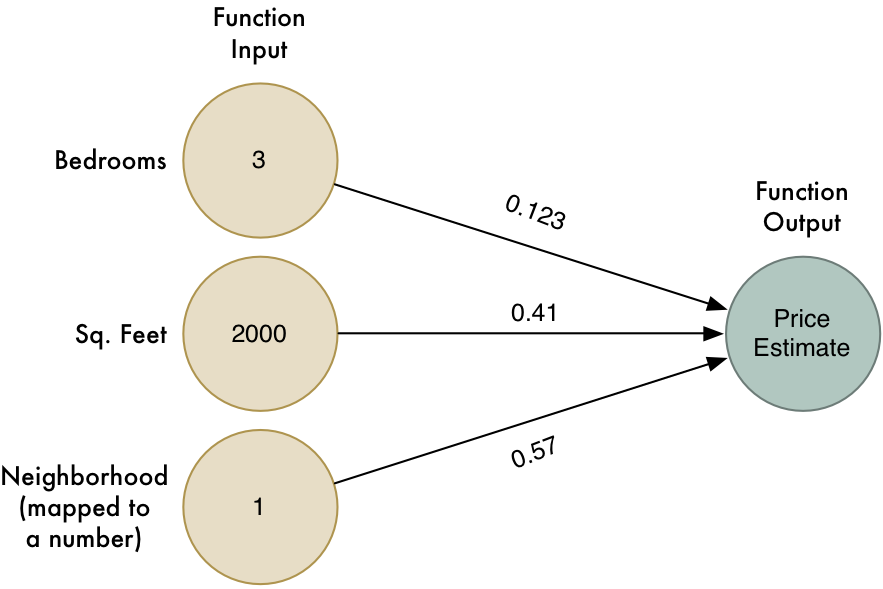 Function
Input
Bedrooms
3
0.123
Function
Output
Sq. Feet
2000
0.41
Price
Estimate
Neighborhood
(mapped to
a number)
1
0.57